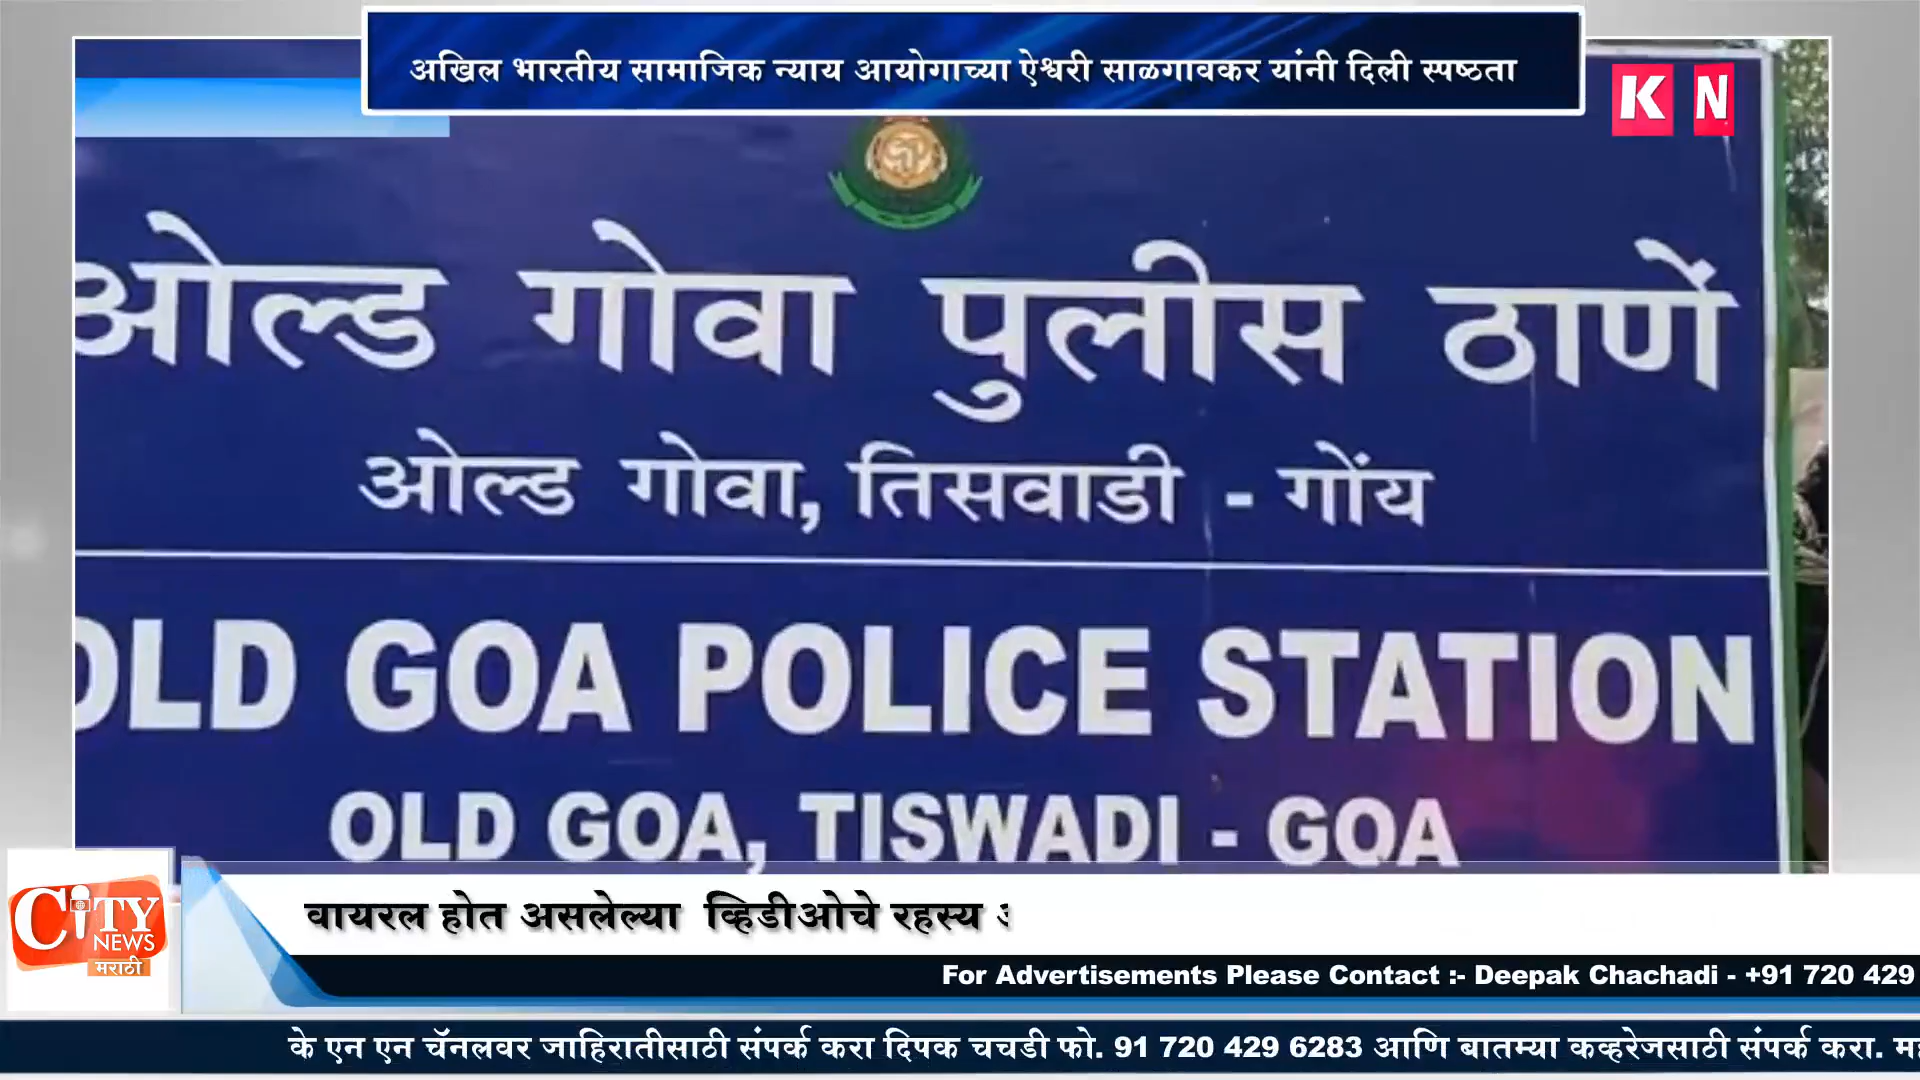 अखिल भारतीय सामाजिक न्याय आयोगाच्या ऐश्वरी साळगावकर यांनी दिली स्पष्ठता
K N
ओल्ड गोवा पुलीस ठाणें
ओल्ड गोवा, तिसवाडी - गोंय
OLD GOA POLICE STATION
OLD GOA, TISWADI - GOA
वायरल होत असलेल्या व्हिडीओचे रहस्य
CiTY
NEWS
मराठी
For Advertisements Please Contact :- Deepak Chachadi - +91 720 429
के एन एन चॅनलवर जाहिरातीसाठी संपर्क करा दिपक चचडी फो. 91 720 429 6283 आणि बातम्या कव्हरेजसाठी संपर्क करा.